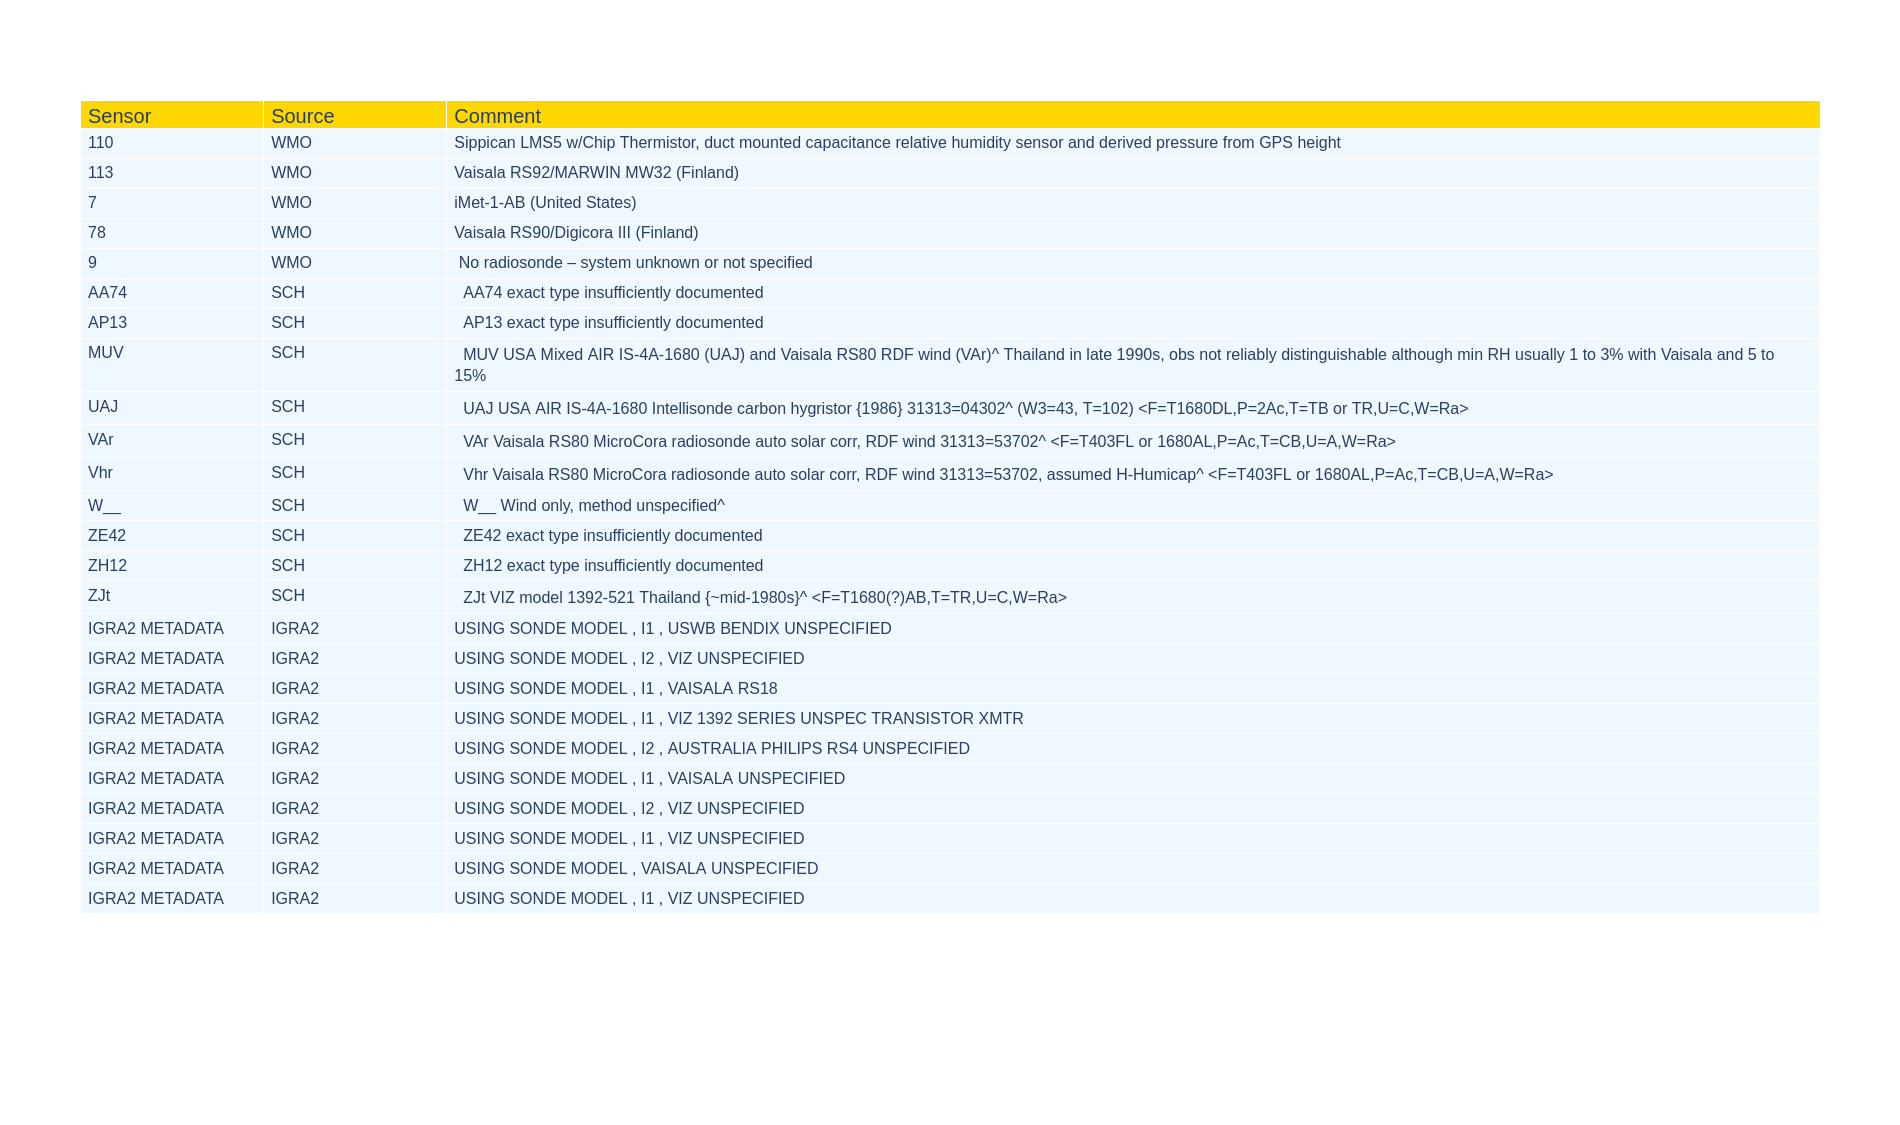 Sensor Source Comment
110 WMO Sippican LMS5 w/Chip Thermistor, duct mounted capacitance relative humidity sensor and derived pressure from GPS height
113 WMO Vaisala RS92/MARWIN MW32 (Finland)
7 WMO iMet-1-AB (United States)
78 WMO Vaisala RS90/Digicora III (Finland)
9 WMO No radiosonde – system unknown or not specified
AA74 SCH AA74 exact type insufficiently documented
AP13 SCH AP13 exact type insufficiently documented
MUV SCH MUV USA Mixed AIR IS-4A-1680 (UAJ) and Vaisala RS80 RDF wind (VAr)^ Thailand in late 1990s, obs not reliably distinguishable although min RH usually 1 to 3% with Vaisala and 5 to
15%
UAJ SCH UAJ USA AIR IS-4A-1680 Intellisonde carbon hygristor {1986} 31313=04302^ (W3=43, T=102) <F=T1680DL,P=2Ac,T=TB or TR,U=C,W=Ra>
VAr SCH VAr Vaisala RS80 MicroCora radiosonde auto solar corr, RDF wind 31313=53702^ <F=T403FL or 1680AL,P=Ac,T=CB,U=A,W=Ra>
Vhr SCH Vhr Vaisala RS80 MicroCora radiosonde auto solar corr, RDF wind 31313=53702, assumed H-Humicap^ <F=T403FL or 1680AL,P=Ac,T=CB,U=A,W=Ra>
W__ SCH W__ Wind only, method unspecified^
ZE42 SCH ZE42 exact type insufficiently documented
ZH12 SCH ZH12 exact type insufficiently documented
ZJt SCH ZJt VIZ model 1392-521 Thailand {~mid-1980s}^ <F=T1680(?)AB,T=TR,U=C,W=Ra>
IGRA2 METADATA IGRA2 USING SONDE MODEL , I1 , USWB BENDIX UNSPECIFIED
IGRA2 METADATA IGRA2 USING SONDE MODEL , I2 , VIZ UNSPECIFIED
IGRA2 METADATA IGRA2 USING SONDE MODEL , I1 , VAISALA RS18
IGRA2 METADATA IGRA2 USING SONDE MODEL , I1 , VIZ 1392 SERIES UNSPEC TRANSISTOR XMTR
IGRA2 METADATA IGRA2 USING SONDE MODEL , I2 , AUSTRALIA PHILIPS RS4 UNSPECIFIED
IGRA2 METADATA IGRA2 USING SONDE MODEL , I1 , VAISALA UNSPECIFIED
IGRA2 METADATA IGRA2 USING SONDE MODEL , I2 , VIZ UNSPECIFIED
IGRA2 METADATA IGRA2 USING SONDE MODEL , I1 , VIZ UNSPECIFIED
IGRA2 METADATA IGRA2 USING SONDE MODEL , VAISALA UNSPECIFIED
IGRA2 METADATA IGRA2 USING SONDE MODEL , I1 , VIZ UNSPECIFIED